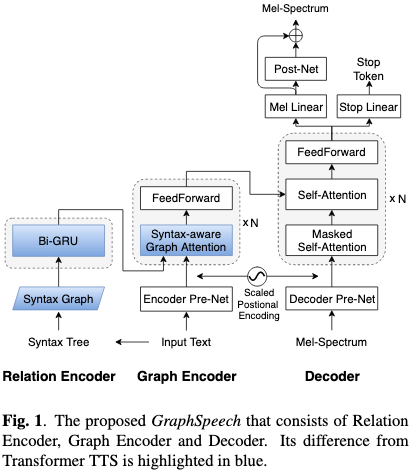 Mel-Spectrum
Post-Net
Stop
Token
Mel Linear
Stop Linear
FeedForward
FeedForward
Self-Attention
x N
x N
Bi-GRU
Syntax-aware
Graph Attention
Masked
Self-Attention
Syntax Graph
Encoder Pre-Net
Scaled
Postional
Encoding
Decoder Pre-Net
Syntax Tree
Input Text
Mel-Spectrum
Relation Encoder
Graph Encoder
Decoder
Fig. 1. The proposed GraphSpeech that consists of Relation
Encoder, Graph Encoder and Decoder. Its difference from
Transformer TTS is highlighted in blue.